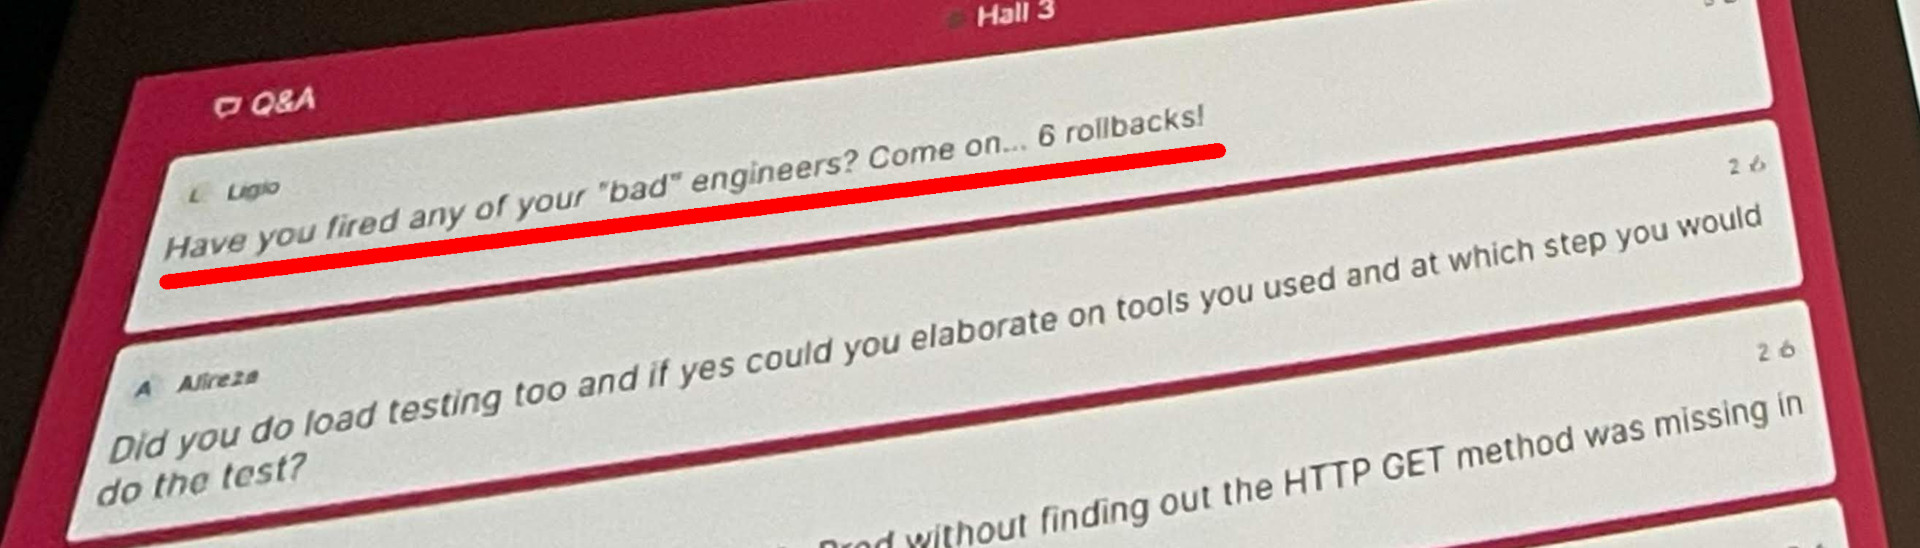 Hall 3
Q&A
L Ligio
Have you fired any of your "bad" engineers? Come on... 6 rollbacks!
2
A Alireza
Did you do load testing too and if yes could you elaborate on tools you used and at which step you would
do the test?
2
Prod without finding out the HTTP GET method was missing in